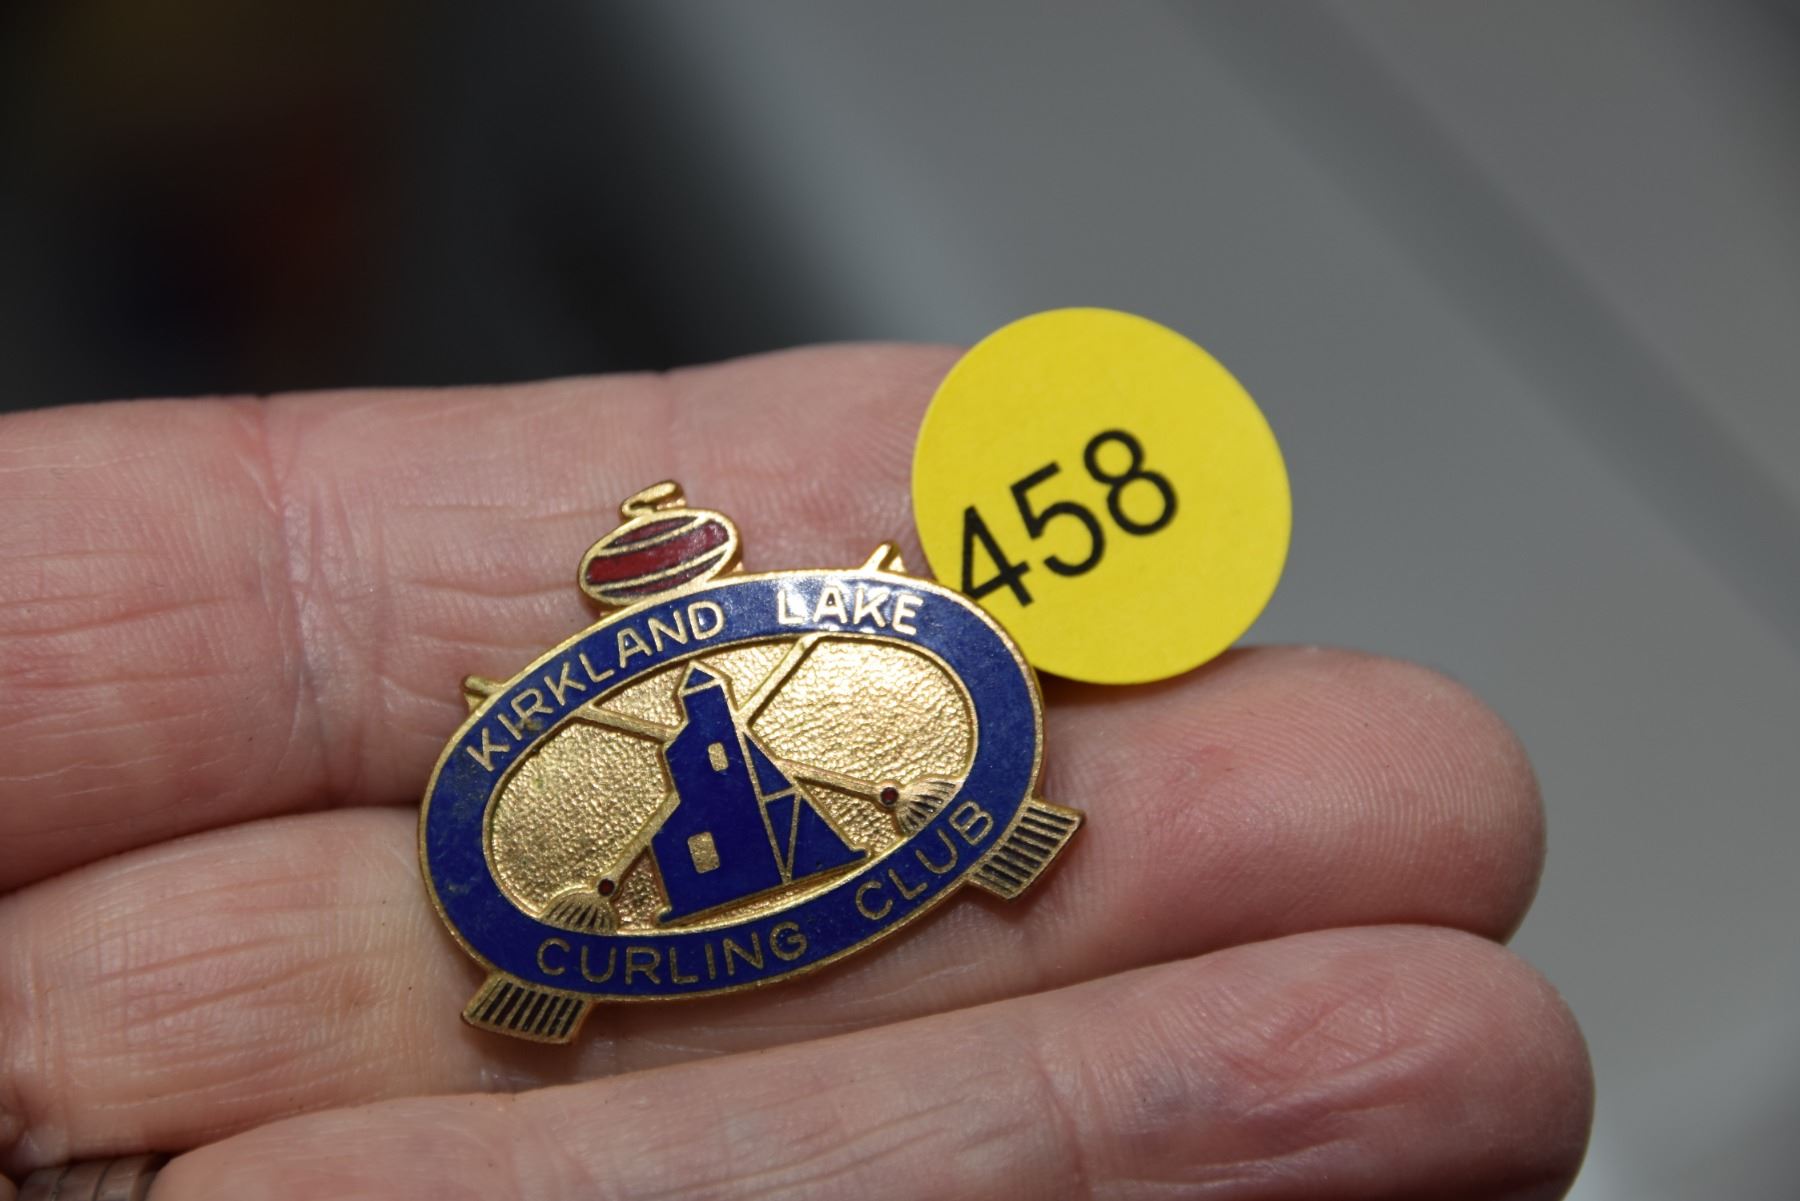 458
KIRKLAND LAKE
CURLING CLUB